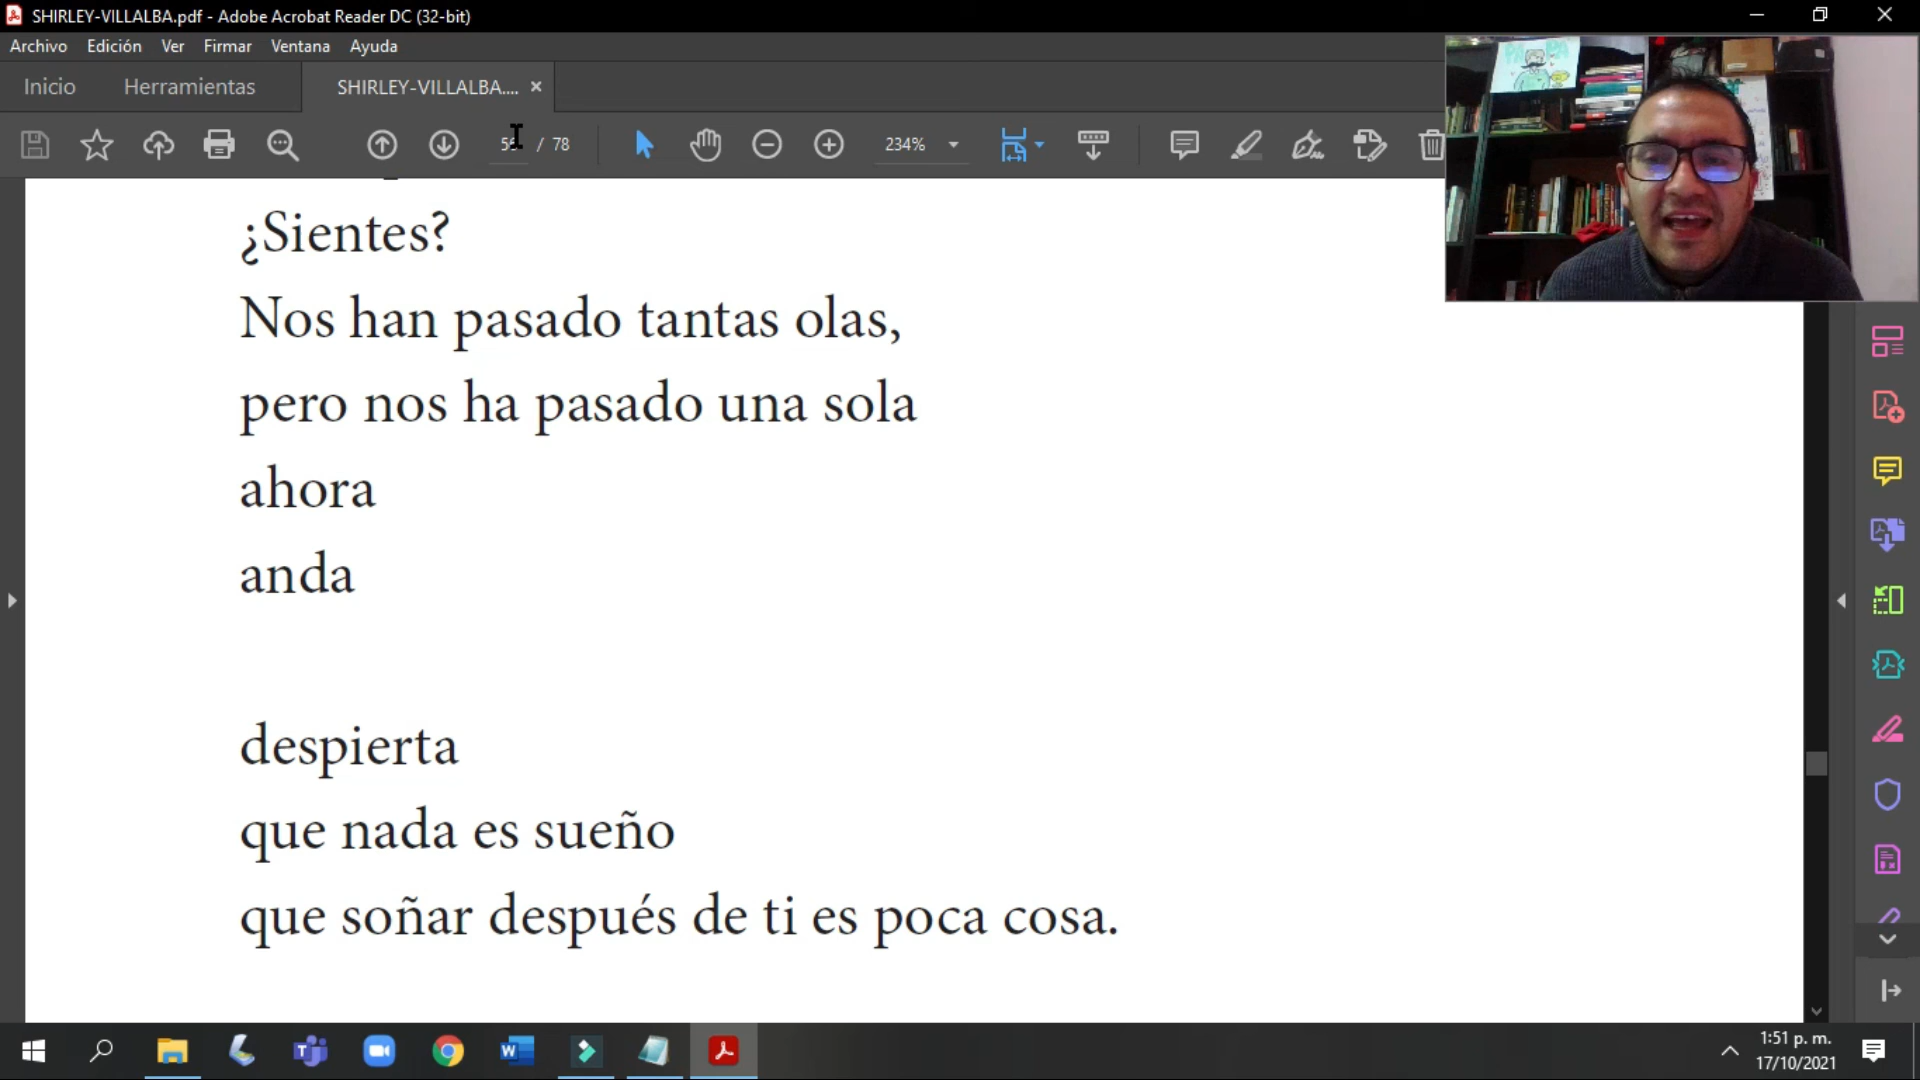 SHIRLEY-VILLALBA.pdf - Adobe Acrobat Reader DC (32-bit)
Archivo Edición Ver Firmar Ventana Ayuda
Inicio Herramientas SHIRLEY-VILLALBA....
/ 78 234%
¿Sientes?
Nos han pasado tantas olas,
pero nos ha pasado una sola
ahora
anda
despierta
que nada es sueño
que soñar después de ti es poca cosa.
1:51 p. m.
17/10/2021